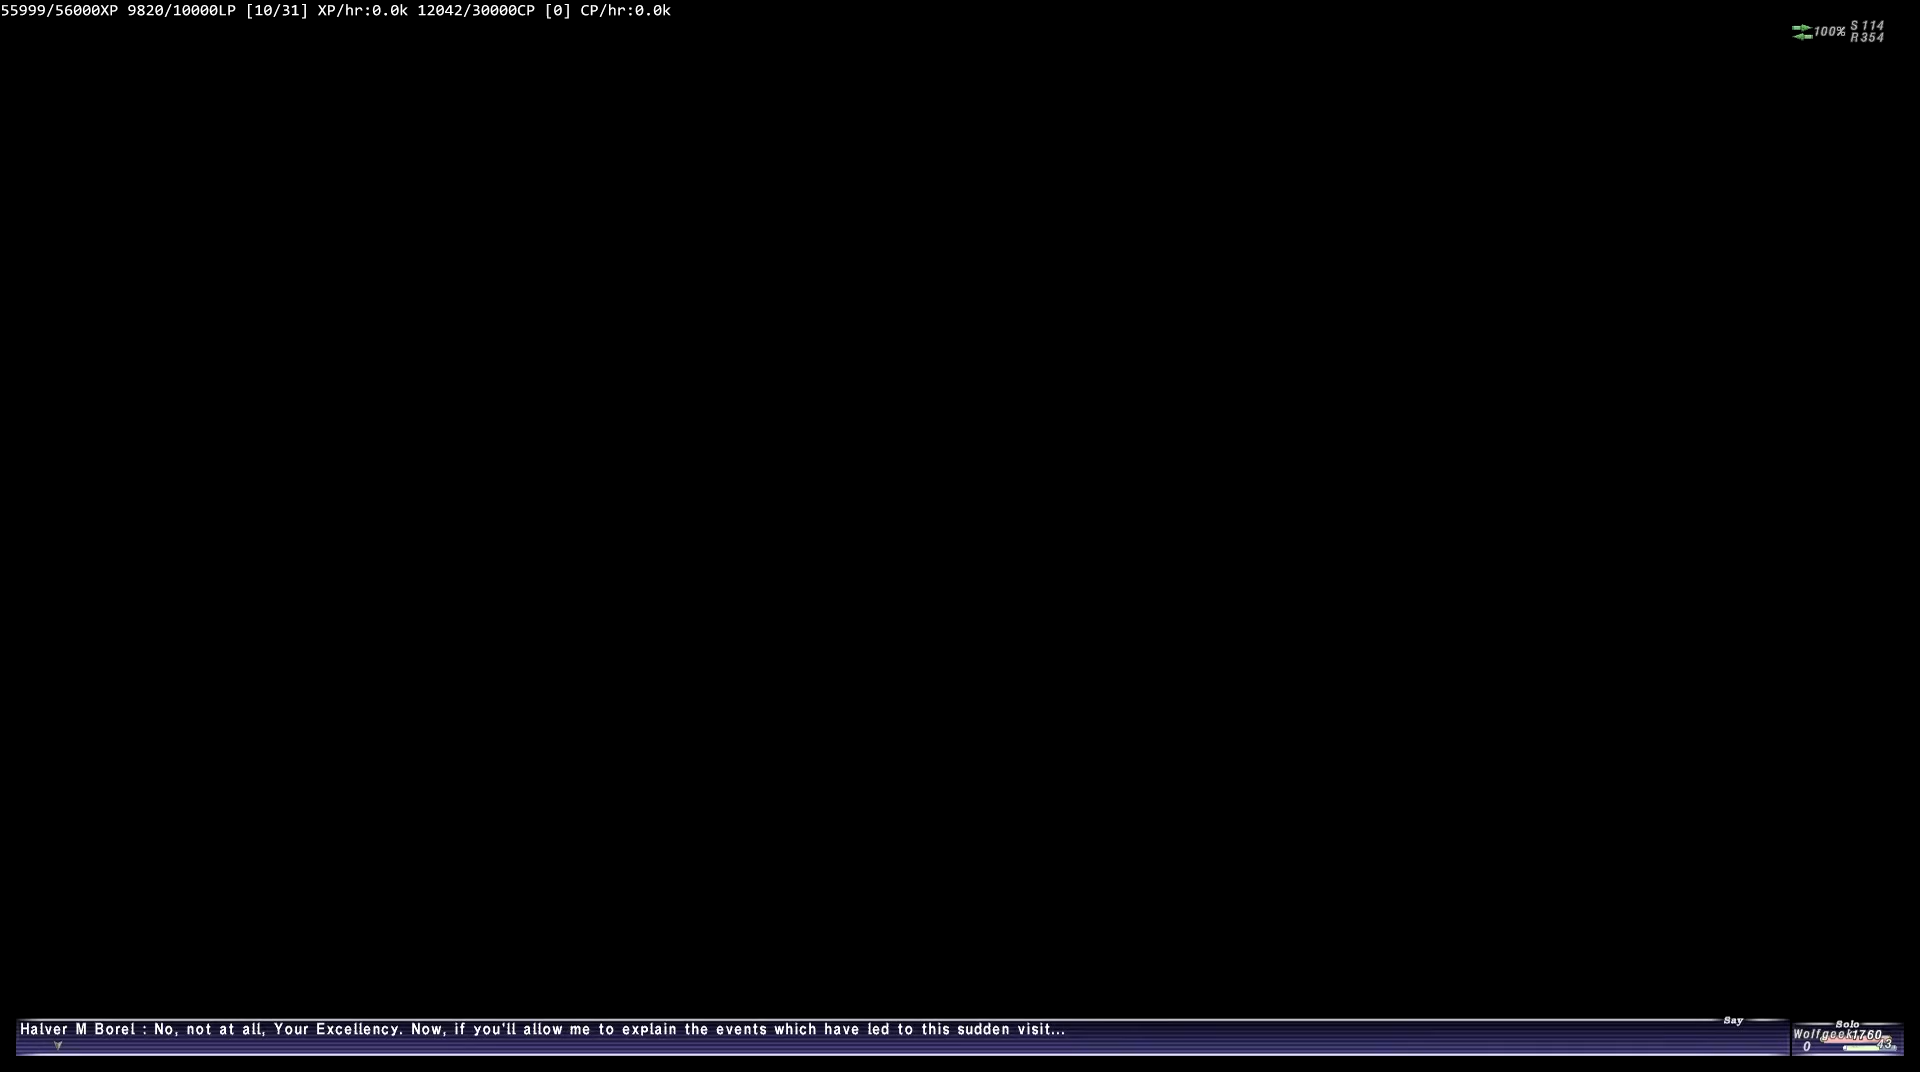 55999/56000XP 9820/10000LP [10/31] XP/hr:0.0k 12042/30000CP [0] CP/hr:0.0k
100% S 114
R 354
Say
Halver M Borel : No, not at all, Your Excellency. Now, if you'll allow me to explain the events which have led to this sudden visit...
Solo
Wolfgeek 1760
0 43